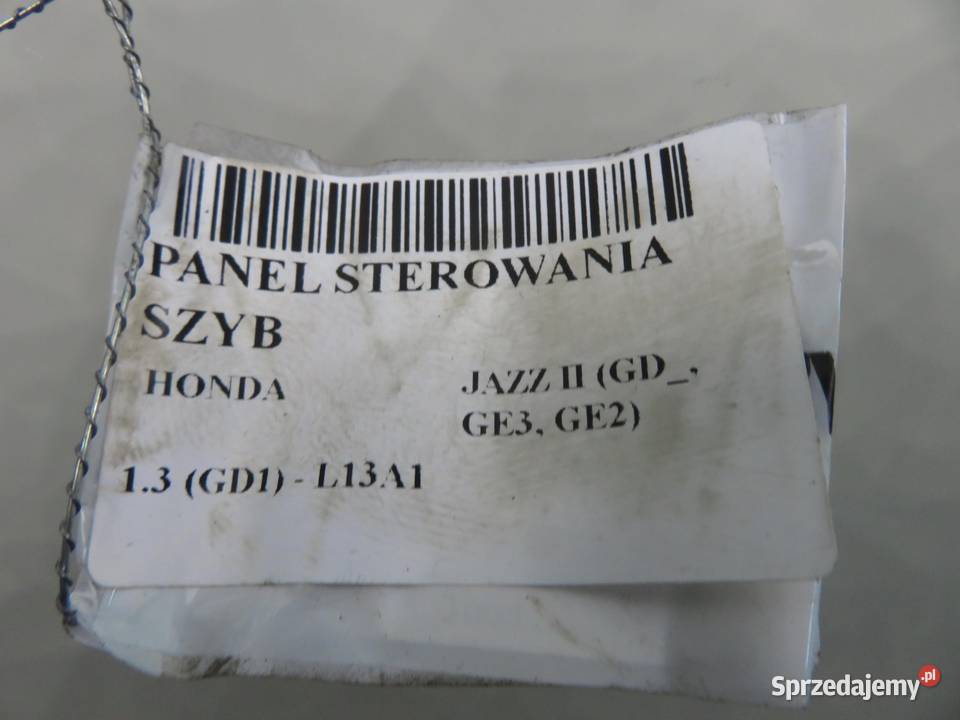 PANEL STEROWANIA
SZYB
HONDA
JAZZ II (GD_,
GE3, GE2)
1.3 (GD1) - L13A1
Sprzedajemy.pl